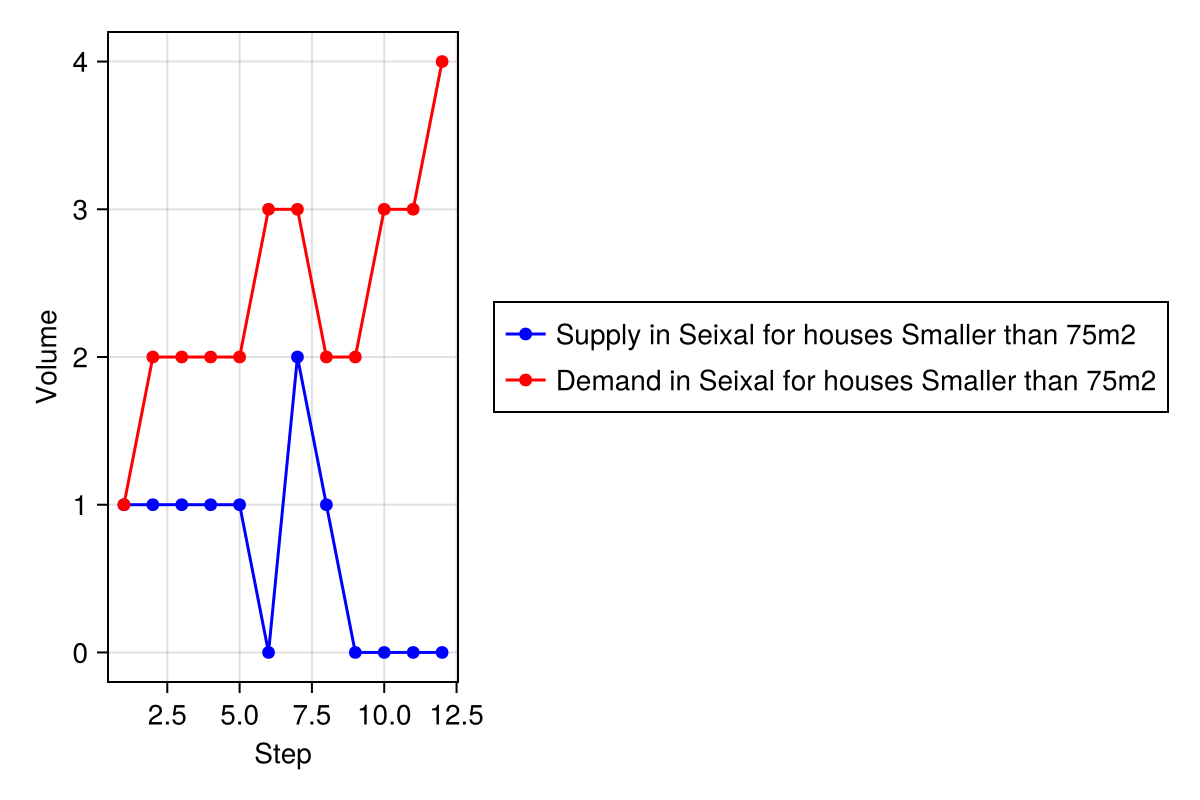 4
3
2
1
0
Volume
2.5 5.0 7.5 10.0 12.5
Step
Supply in Seixal for houses Smaller than 75m2
Demand in Seixal for houses Smaller than 75m2